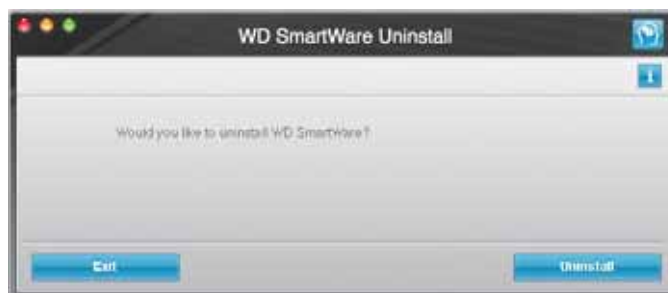 WD SmartWare Uninstall
i
Would you like to uninstall WD SmartWare?
Exit
Uninstall